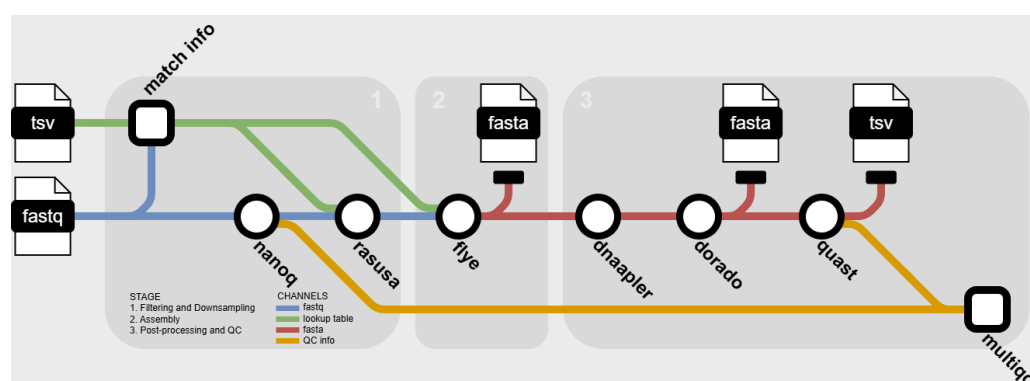 match info
1
2
3
tsv
fasta
fasta
tsv
fastq
nanoq
rasusa
flye
dnaapler
dorado
quast
STAGE
1. Filtering and Downsampling
2. Assembly
3. Post-processing and QC
CHANNELS
fastq
lookup table
fasta
QC info